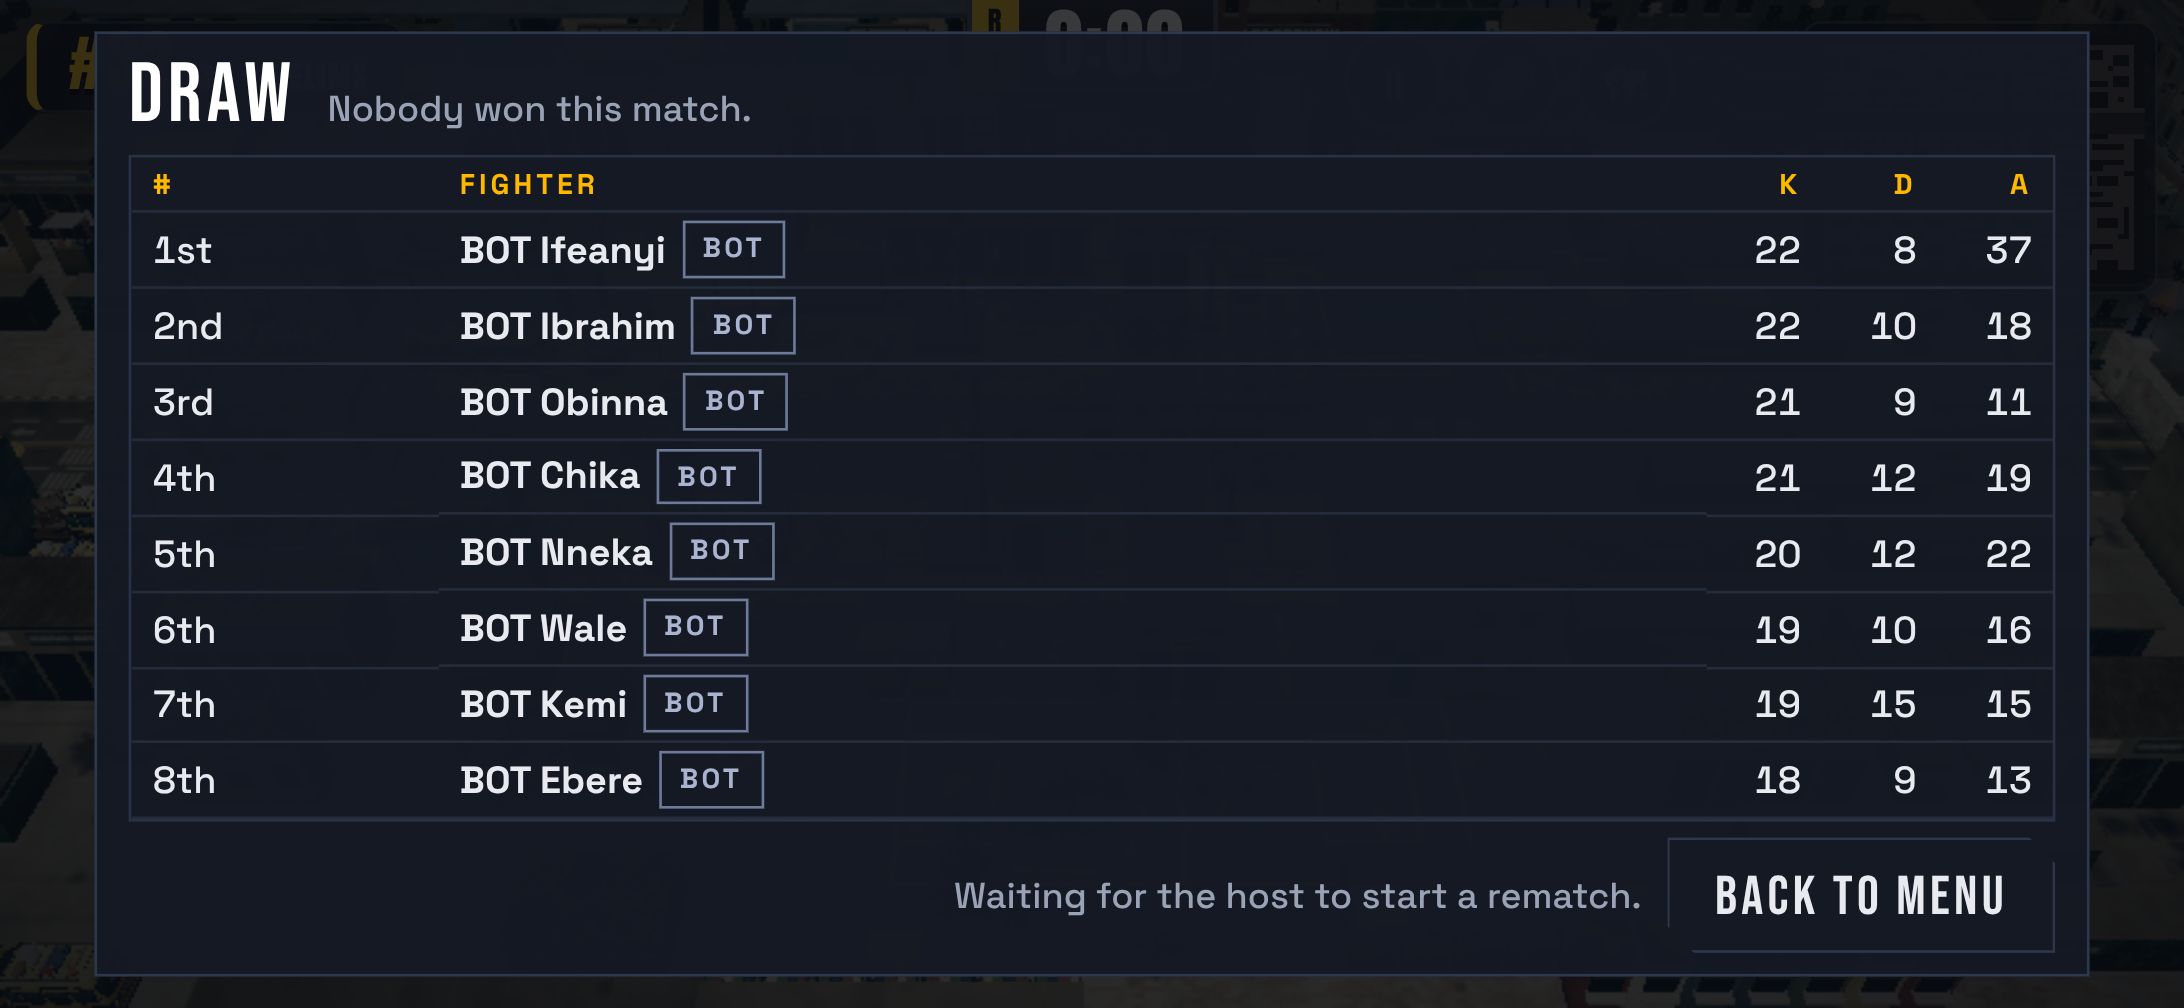 R 0:00
#
DRAW Nobody won this match.
# FIGHTER K D A
1st BOT Ifeanyi BOT 22 8 37
2nd BOT Ibrahim BOT 22 10 18
3rd BOT Obinna BOT 21 9 11
4th BOT Chika BOT 21 12 19
5th BOT Nneka BOT 20 12 22
6th BOT Wale BOT 19 10 16
7th BOT Kemi BOT 19 15 15
8th BOT Ebere BOT 18 9 13
Waiting for the host to start a rematch. BACK TO MENU